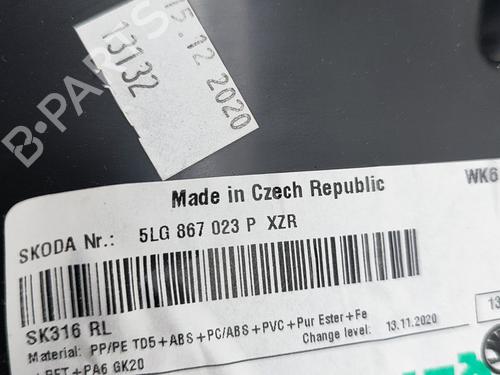 15.12 2020
13132
B-PARTS
Made in Czech Republic
WK6
SKODA Nr.: 5LG 867 023 P XZR
SK316 RL
Material: PP/PE TD5+ABS+PC/ABS+PVC+Pur Ester+Fe
+PA6 GK20
Change level: 13.11.2020
13